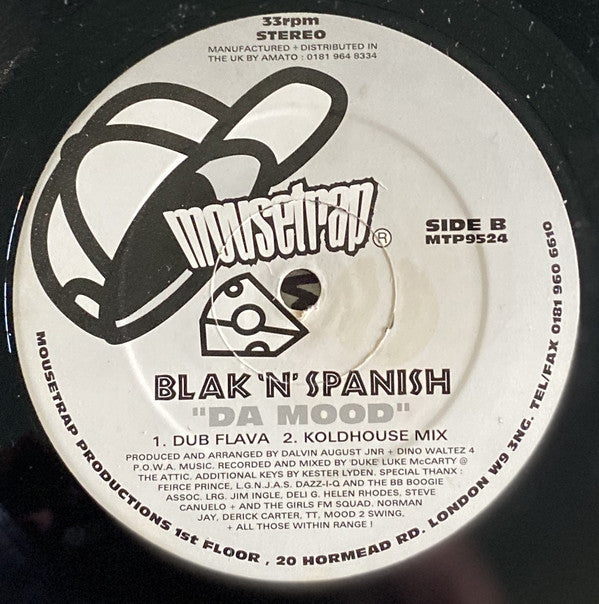 33rpm
STEREO
MANUFACTURED + DISTRIBUTED IN
THE UK BY AMATO : 0181 964 8334
mousetrap®
SIDE B
MTP9524
BLAK 'N' SPANISH
"DA MOOD"
1. DUB FLAVA 2. KOLDHOUSE MIX
PRODUCED AND ARRANGED BY DALVIN AUGUST JNR + DINO WALTEZ 4
P.O.W.A. MUSIC. RECORDED AND MIXED BY DUKE' LUKE McCARTY @
THE ATTIC. ADDITIONAL KEYS BY KESTER LYDEN. SPECIAL THANX :
FEIRCE PRINCE, L.G.N.J.A.S. DAZZ-I-Q AND THE BB BOOGIE
ASSOC. LRG, JIM INGLE, DELI G. HELEN RHODES, STEVE
CANUELO + AND THE GIRLS FM SQUAD. NORMAN
JAY, DERICK CARTER, TT, MOOD 2 SWING.
+ ALL THOSE WITHIN RANGE !
MOUSETRAP PRODUCTIONS 1st FLOOR , 20 HORMEAD RD. LONDON W9 3NG. TEL/FAX 0181 960 6610